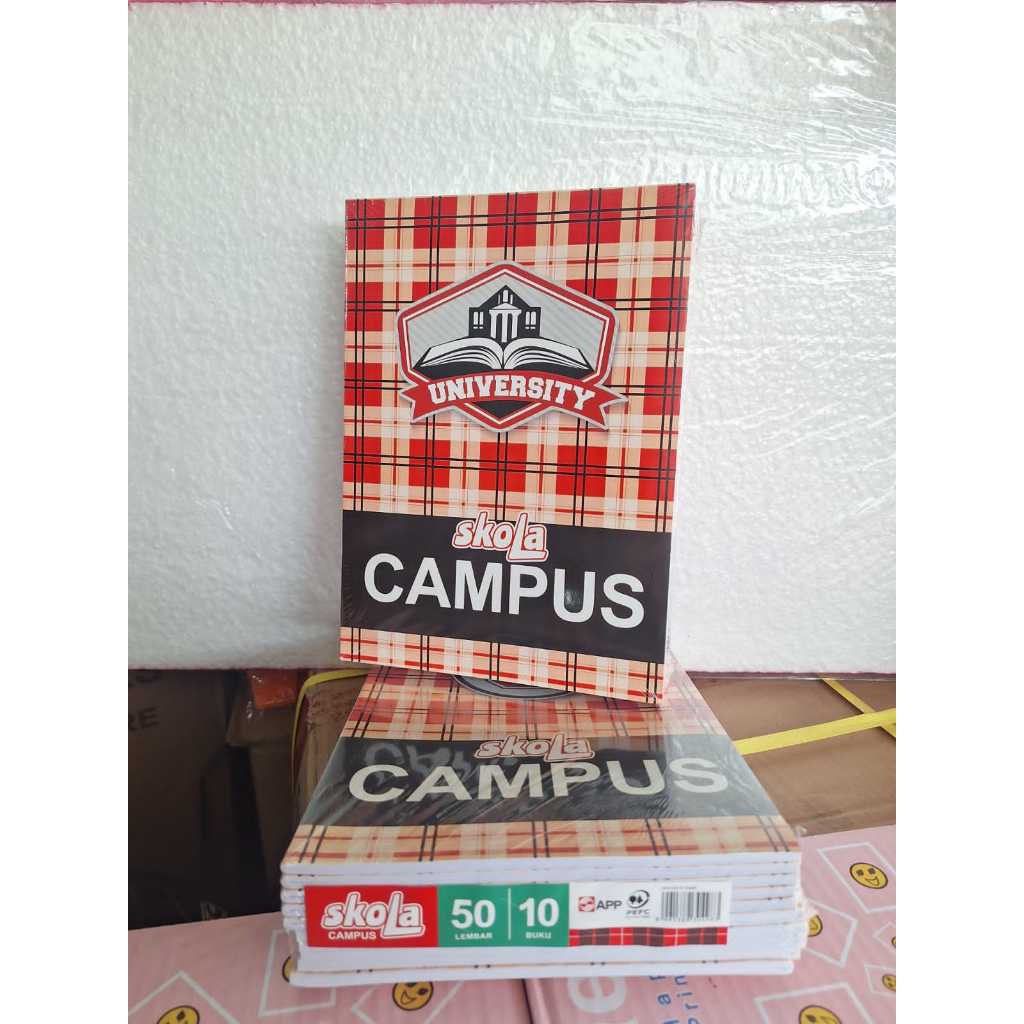 UNIVERSITY
skoLa
CAMPUS
skoLa
CAMPUS
skoLa
CAMPUS
50
LEMBAR
10
BUKU
APP
PEFC